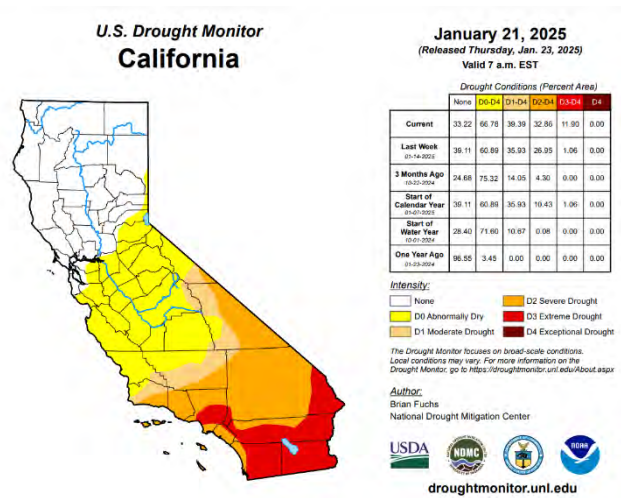 U.S. Drought Monitor
California
January 21, 2025
(Released Thursday, Jan. 23, 2025)
Valid 7 a.m. EST
Drought Conditions (Percent Area)
None D0-D4 D1-D4 D2-D4 D3-D4 D4
Current 33.22 66.78 39.39 32.86 11.90 0.00
Last Week 39.11 60.89 35.93 26.95 1.06 0.00
01-14-2025
3 Months Ago 24.68 75.32 14.05 4.30 0.00 0.00
10-22-2024
Start of
Calendar Year 39.11 60.89 35.93 10.43 1.06 0.00
01-07-2025
Start of
Water Year 28.40 71.60 10.67 0.08 0.00 0.00
10-01-2024
One Year Ago 96.55 3.45 0.00 0.00 0.00 0.00
01-23-2024
Intensity:
None D2 Severe Drought
D0 Abnormally Dry D3 Extreme Drought
D1 Moderate Drought D4 Exceptional Drought
The Drought Monitor focuses on broad-scale conditions.
Local conditions may vary. For more information on the
Drought Monitor, go to https://droughtmonitor.unl.edu/About.aspx
Author:
Brian Fuchs
National Drought Mitigation Center
USDA NDMC NOAA
droughtmonitor.unl.edu